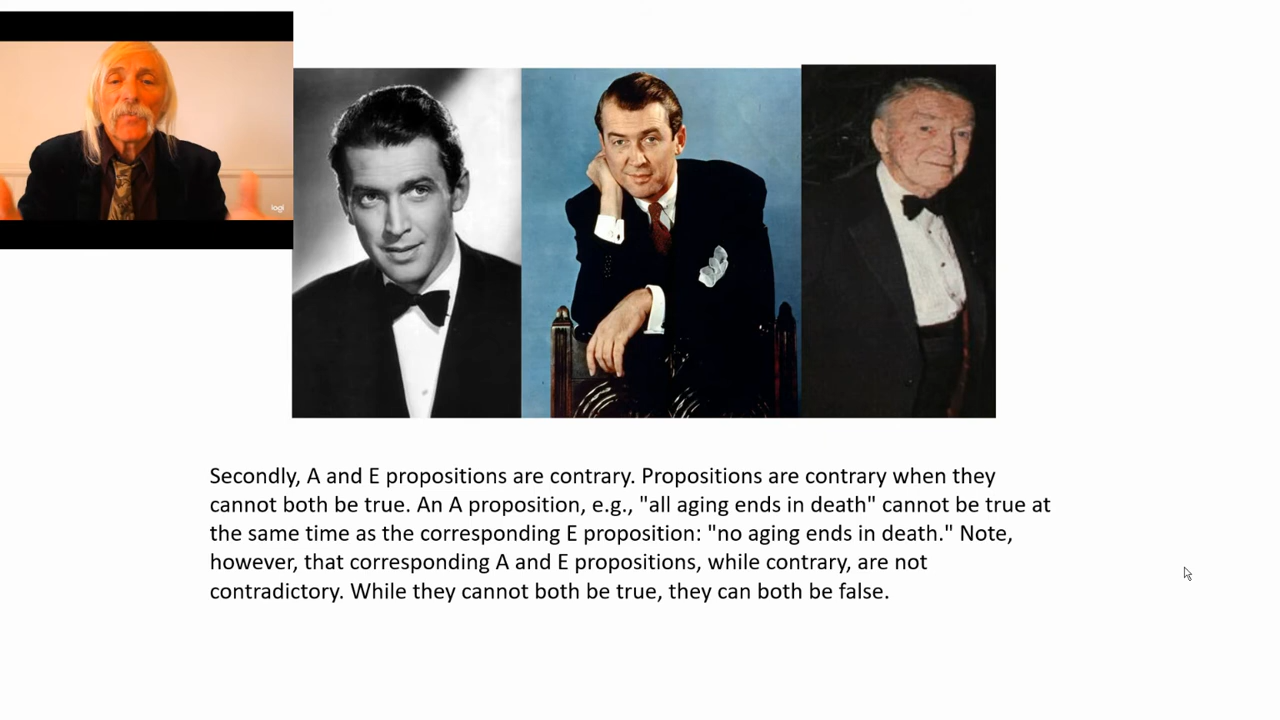 logi
Secondly, A and E propositions are contrary. Propositions are contrary when they
cannot both be true. An A proposition, e.g., "all aging ends in death" cannot be true at
the same time as the corresponding E proposition: "no aging ends in death." Note,
however, that corresponding A and E propositions, while contrary, are not
contradictory. While they cannot both be true, they can both be false.